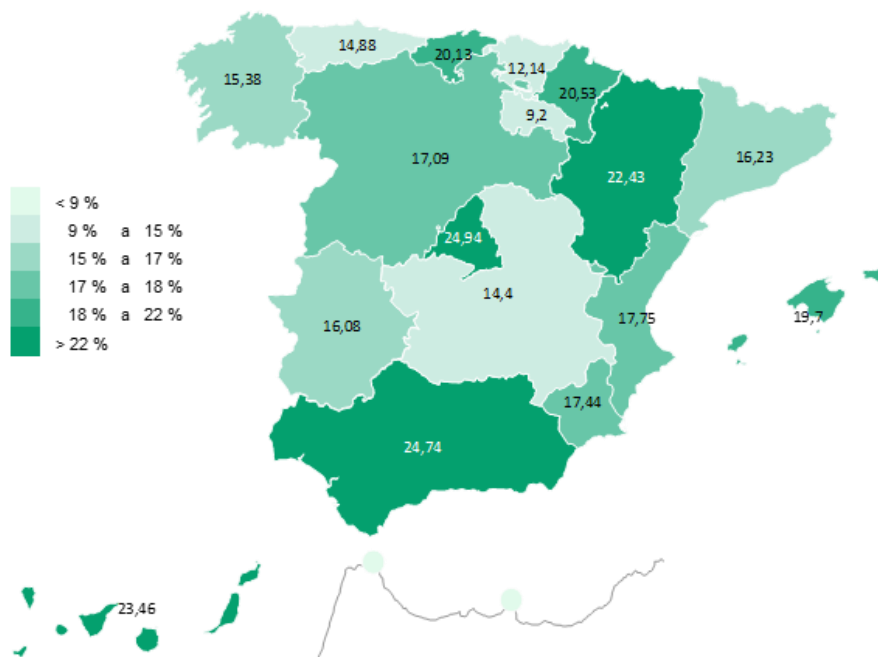 14,88
20,13
12,14
15,38
20,53
9,2
17,09
16,23
22,43
< 9 %
9 % a 15 %
15 % a 17 %
17 % a 18 %
18 % a 22 %
> 22 %
24,94
14,4
16,08
17,75
19,7
17,44
24,74
23,46